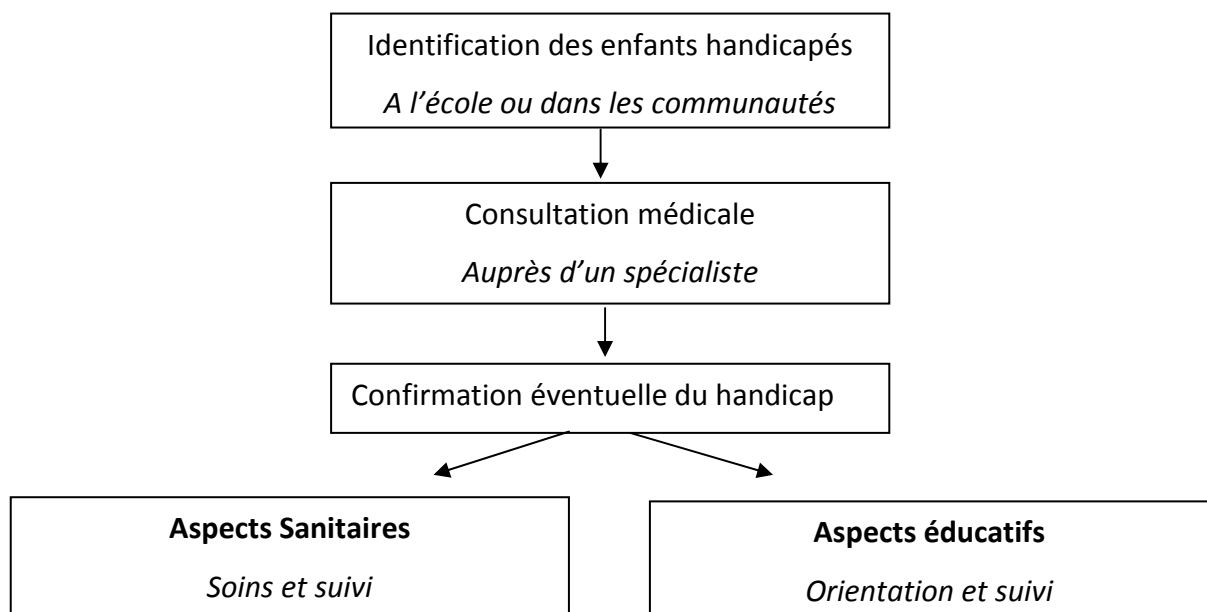 Identification des enfants handicapés
A l’école ou dans les communautés
Consultation médicale
Auprès d’un spécialiste
Confirmation éventuelle du handicap
Aspects Sanitaires
Soins et suivi
Aspects éducatifs
Orientation et suivi